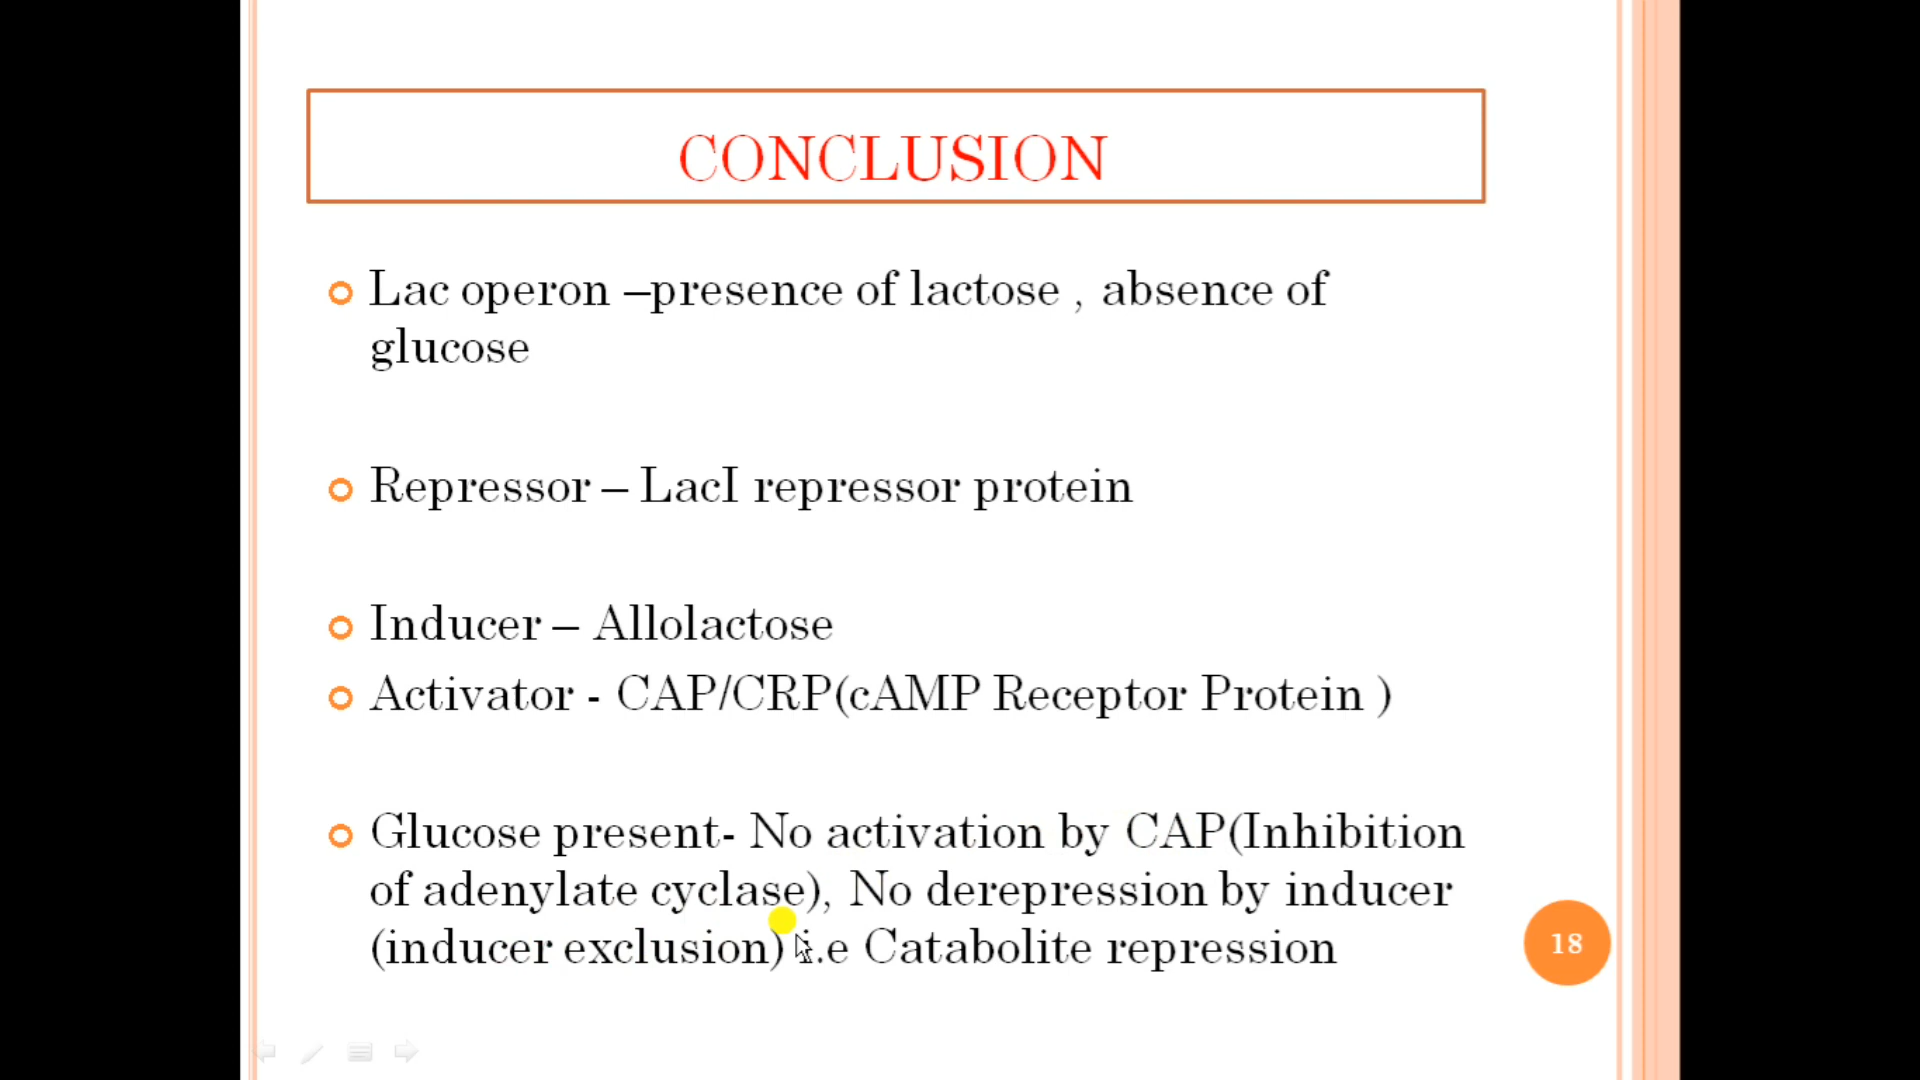 CONCLUSION
Lac operon –presence of lactose , absence of
glucose
Repressor – LacI repressor protein
Inducer – Allolactose
Activator - CAP/CRP(cAMP Receptor Protein )
Glucose present- No activation by CAP(Inhibition
of adenylate cyclase), No derepression by inducer
(inducer exclusion) i.e Catabolite repression
18